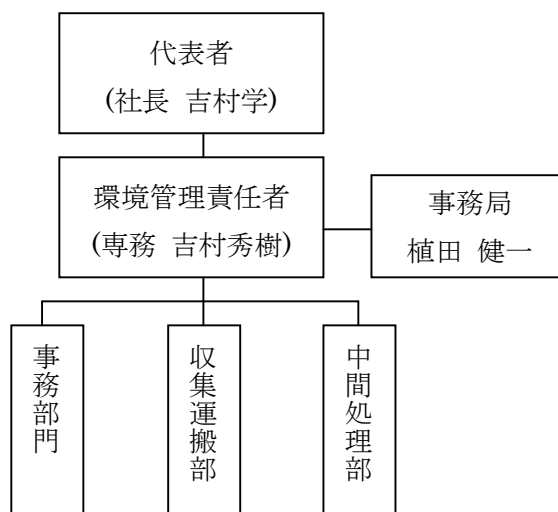 代表者
(社長 吉村学)
環境管理責任者
(専務 吉村秀樹)
事務局
植田 健一
事務部門
収集運搬部
中間処理部